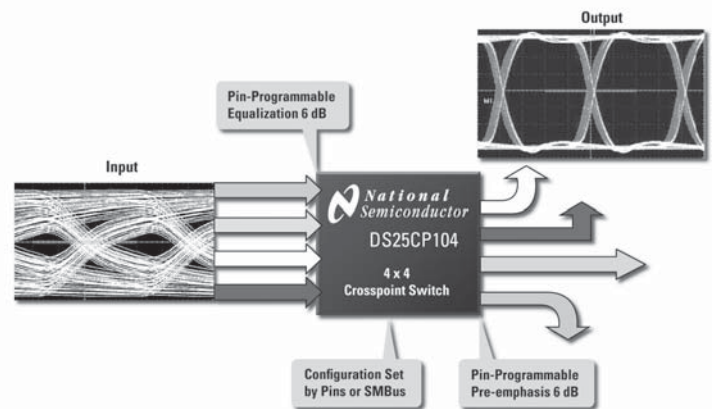 Output
Pin-Programmable
Equalization 6 dB
Input
National
Semiconductor
DS25CP104
4 x 4
Crosspoint Switch
Configuration Set
by Pins or SMBus
Pin-Programmable
Pre-emphasis 6 dB